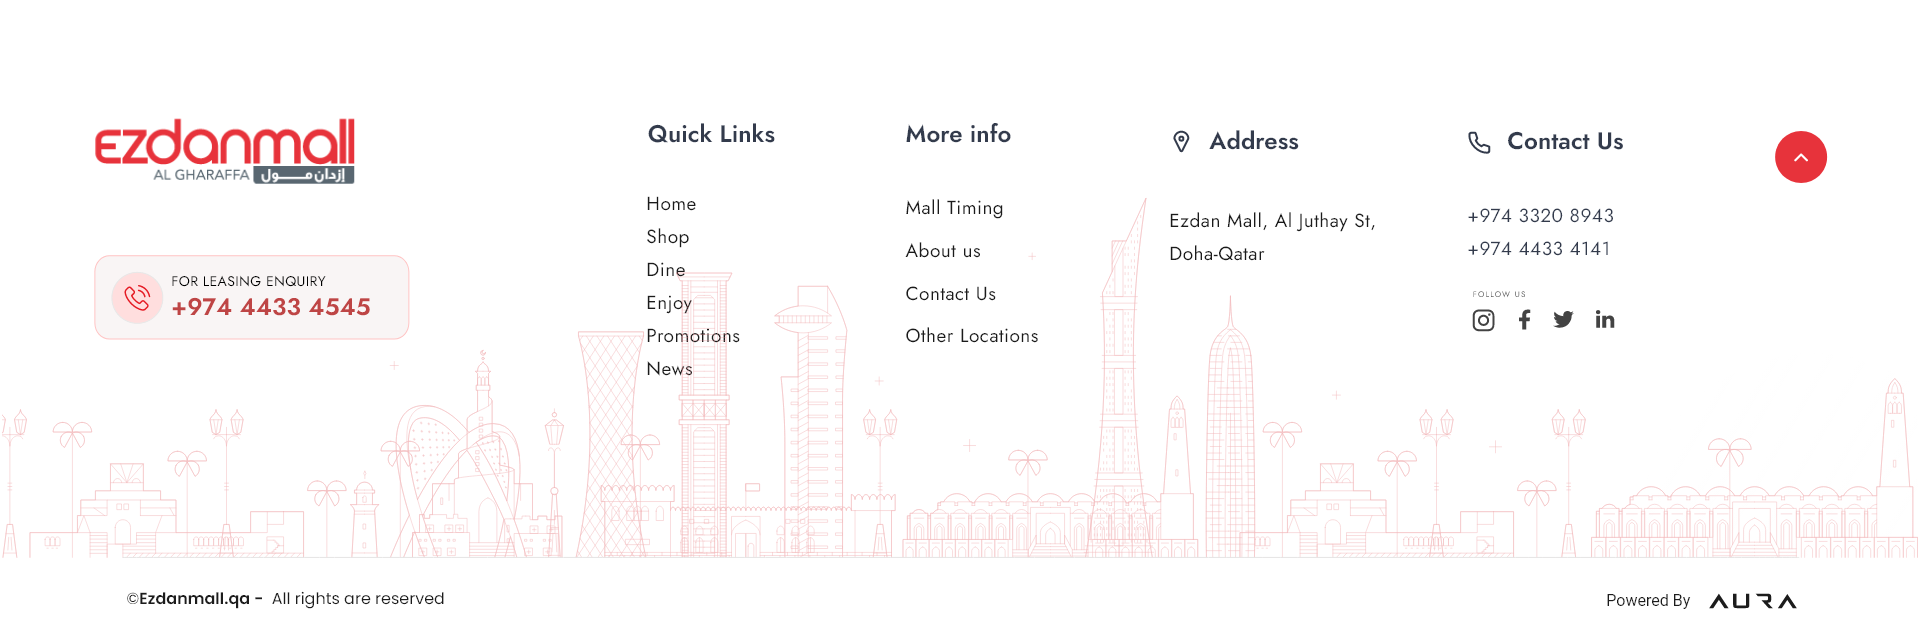 ezdanmall
AL GHARAFFA إزدان مول
FOR LEASING ENQUIRY
+974 4433 4545
Quick Links
Home
Shop
Dine
Enjoy
Promotions
News
More info
Mall Timing
About us
Contact Us
Other Locations
Address
Ezdan Mall, Al Juthay St,
Doha-Qatar
Contact Us
+974 3320 8943
+974 4433 4141
FOLLOW US
©Ezdanmall.qa - All rights are reserved
Powered By AURA